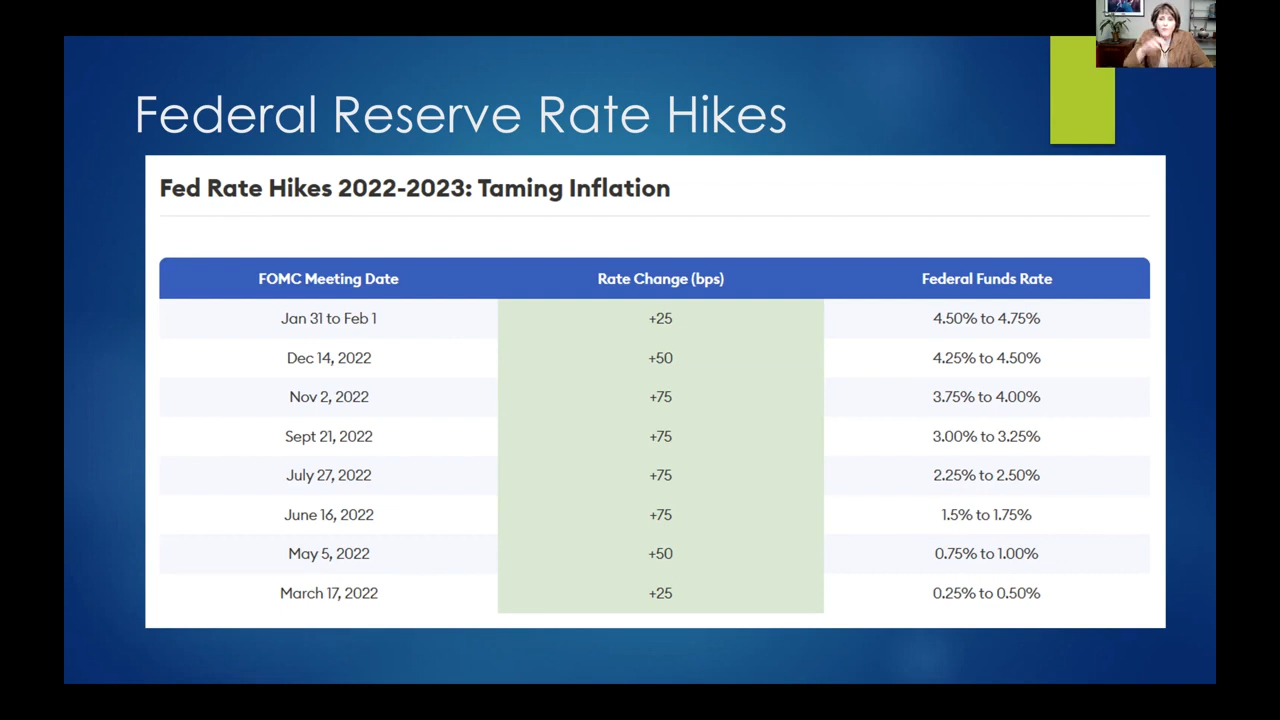 Federal Reserve Rate Hikes
Fed Rate Hikes 2022-2023: Taming Inflation
FOMC Meeting Date Rate Change (bps) Federal Funds Rate
Jan 31 to Feb 1 +25 4.50% to 4.75%
Dec 14, 2022 +50 4.25% to 4.50%
Nov 2, 2022 +75 3.75% to 4.00%
Sept 21, 2022 +75 3.00% to 3.25%
July 27, 2022 +75 2.25% to 2.50%
June 16, 2022 +75 1.5% to 1.75%
May 5, 2022 +50 0.75% to 1.00%
March 17, 2022 +25 0.25% to 0.50%